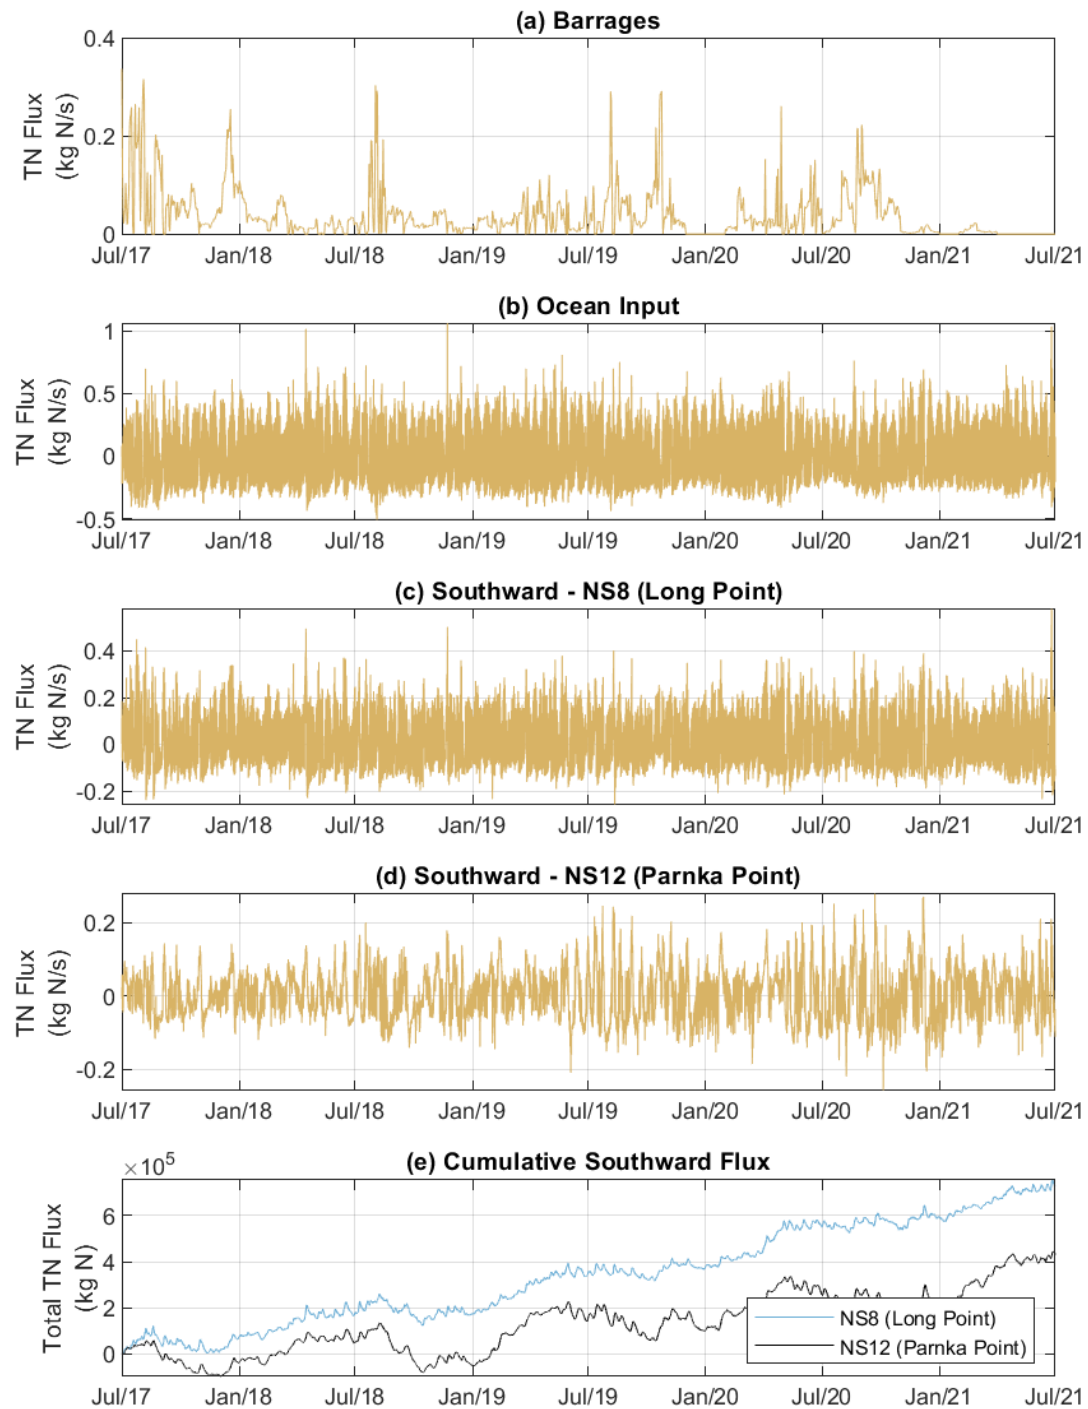 (a) Barrages
TN Flux
(kg N/s)
0.4
0.2
0
Jul/17 Jan/18 Jul/18 Jan/19 Jul/19 Jan/20 Jul/20 Jan/21 Jul/21
(b) Ocean Input
TN Flux
(kg N/s)
1
0.5
0
-0.5
Jul/17 Jan/18 Jul/18 Jan/19 Jul/19 Jan/20 Jul/20 Jan/21 Jul/21
(c) Southward - NS8 (Long Point)
TN Flux
(kg N/s)
0.4
0.2
0
-0.2
Jul/17 Jan/18 Jul/18 Jan/19 Jul/19 Jan/20 Jul/20 Jan/21 Jul/21
(d) Southward - NS12 (Parnka Point)
TN Flux
(kg N/s)
0.2
0
-0.2
Jul/17 Jan/18 Jul/18 Jan/19 Jul/19 Jan/20 Jul/20 Jan/21 Jul/21
(e) Cumulative Southward Flux
×10⁵
Total TN Flux
(kg N)
6
4
2
0
NS8 (Long Point)
NS12 (Parnka Point)
Jul/17 Jan/18 Jul/18 Jan/19 Jul/19 Jan/20 Jul/20 Jan/21 Jul/21